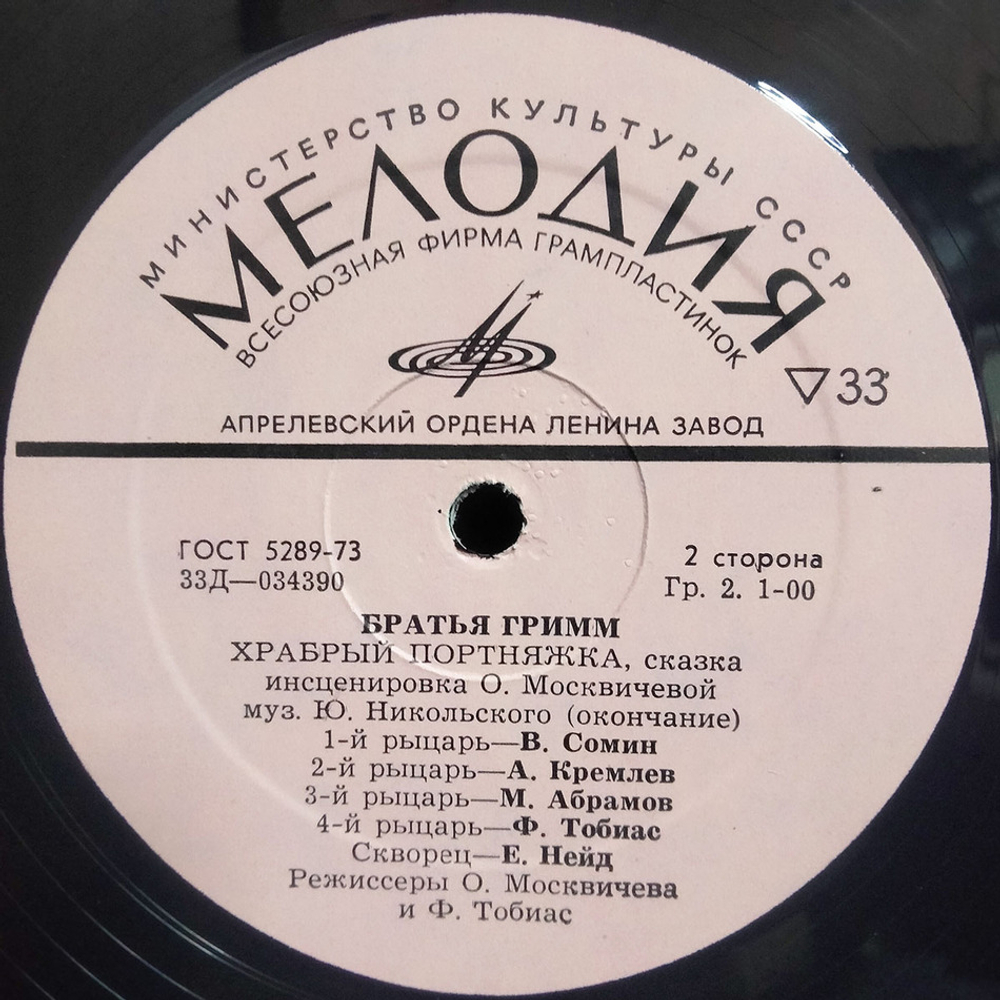 МИНИСТЕРСТВО КУЛЬТУРЫ СССР
МЕЛОДИЯ
ВСЕСОЮЗНАЯ ФИРМА ГРАМПЛАСТИНОК
33
АПРЕЛЕВСКИЙ ОРДЕНА ЛЕНИНА ЗАВОД
ГОСТ 5289-73
33Д—034390
2 сторона
Гр. 2. 1-00
БРАТЬЯ ГРИММ
ХРАБРЫЙ ПОРТНЯЖКА, сказка
инсценировка О. Москвичевой
муз. Ю. Никольского (окончание)
1-й рыцарь—В. Сомин
2-й рыцарь—А. Кремлев
3-й рыцарь—М. Абрамов
4-й рыцарь—Ф. Тобиас
Скворец—Е. Нейд
Режиссеры О. Москвичева
и Ф. Тобиас